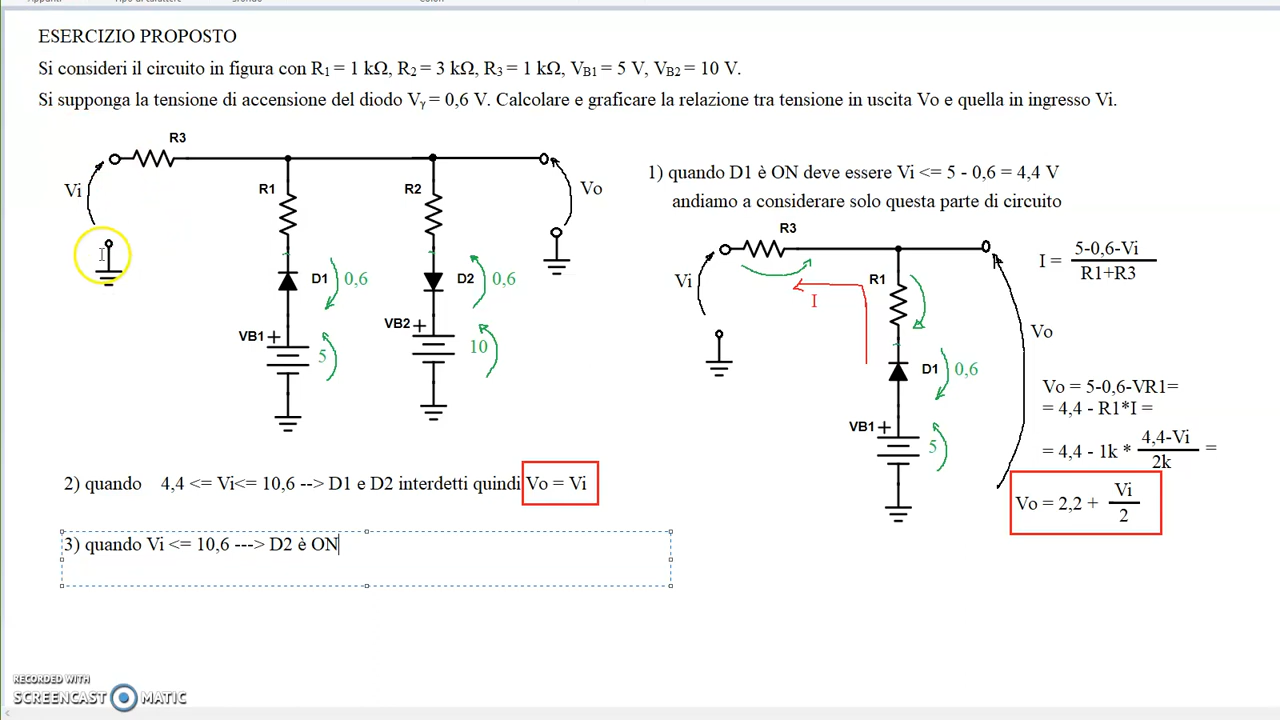 ESERCIZIO PROPOSTO
Si consideri il circuito in figura con R1 = 1 kΩ, R2 = 3 kΩ, R3 = 1 kΩ, VB1 = 5 V, VB2 = 10 V.
Si supponga la tensione di accensione del diodo Vγ = 0,6 V. Calcolare e graficare la relazione tra tensione in uscita Vo e quella in ingresso Vi.
R3
Vi
R1
R2
Vo
D1
0,6
D2
0,6
VB1
+
5
VB2
+
10
1) quando D1 è ON deve essere Vi <= 5 - 0,6 = 4,4 V
andiamo a considerare solo questa parte di circuito
R3
Vi
I
R1
D1
0,6
VB1
+
5
Vo
I =
5-0,6-Vi
R1+R3
Vo = 5-0,6-VR1=
= 4,4 - R1*I =
= 4,4 - 1k * 
4,4-Vi
2k
=
Vo = 2,2 +
Vi
2
2) quando 4,4 <= Vi<= 10,6 --> D1 e D2 interdetti quindi Vo = Vi
3) quando Vi <= 10,6 ---> D2 è ON
RECORDED WITH
SCREENCAST MATIC